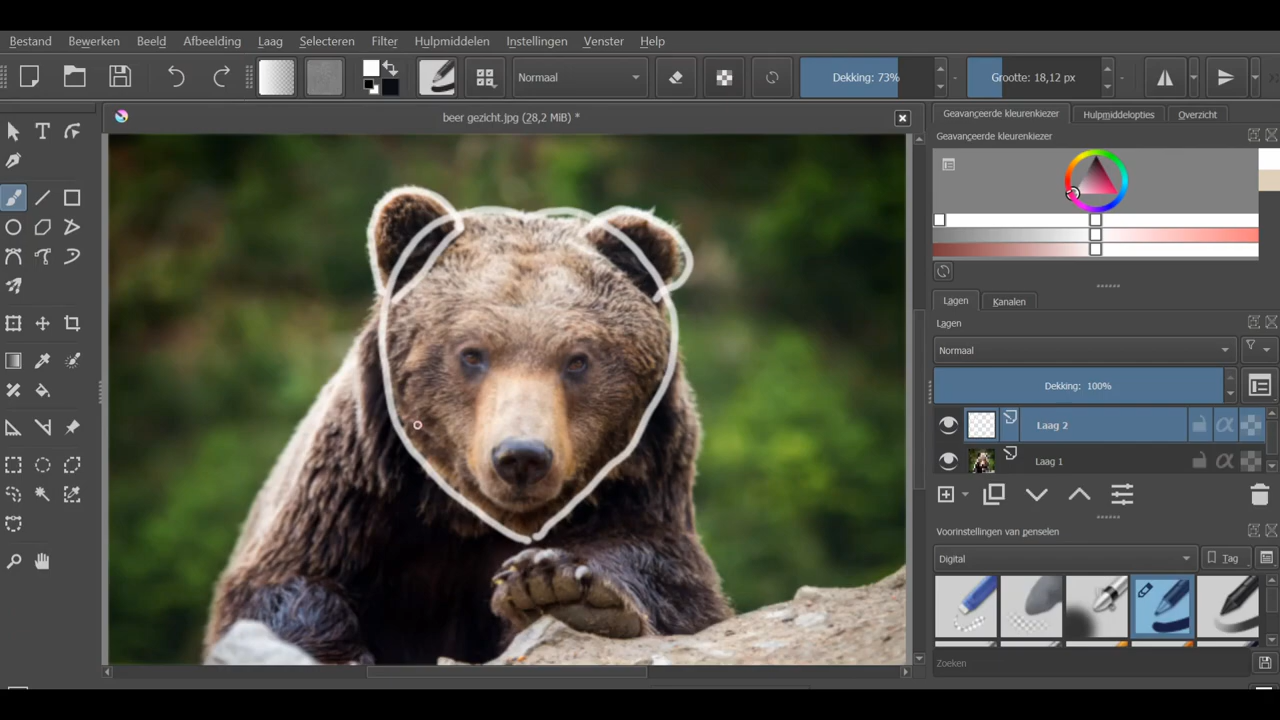 Bestand Bewerken Beeld Afbeelding Laag Selecteren Filter Hulpmiddelen Instellingen Venster Help
Normaal Dekking: 73% Grootte: 18,12 px
beer gezicht.jpg (28,2 MiB) *
Geavanceerde kleurenkiezer Hulpmiddelopties Overzicht
Geavanceerde kleurenkiezer
Lagen Kanalen
Lagen
Normaal
Dekking: 100%
Laag 2
Laag 1
Voorinstellingen van penselen
Digital Tag
Zoeken